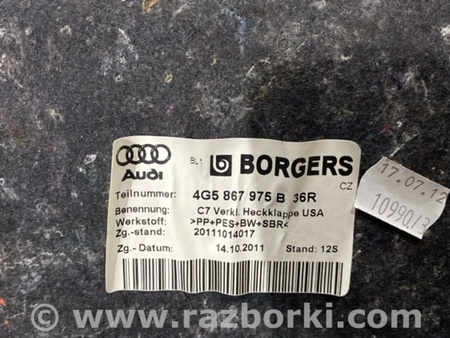 Audi
BL1
BORGERS
CZ
Teilnummer: 4G5 867 975 B 36R
Benennung: C7 Verkl. Heckklappe USA
Werkstoff: >PP+PES+BW+SBR<
Zg.-stand: 20111014017
Zg.- Datum: 14.10.2011 Stand: 12S
17.07.12
10990/3
© www.razborki.com